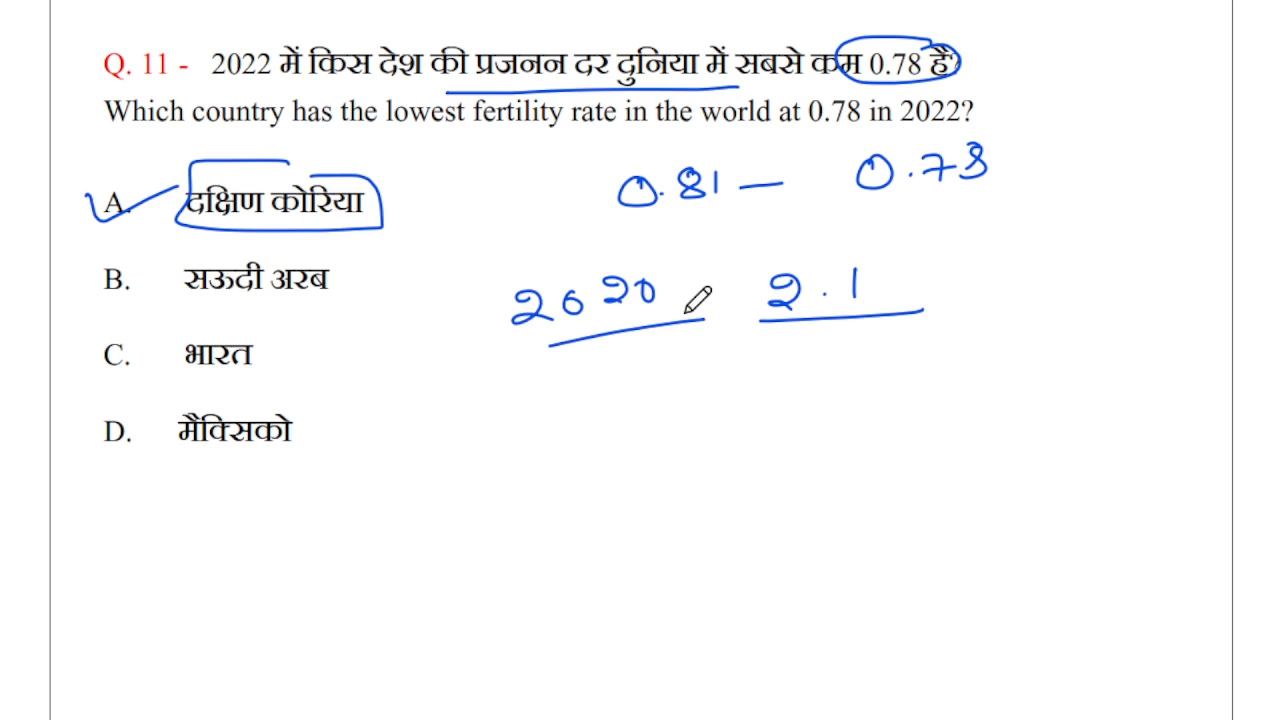 Q. 11 - 2022 में किस देश की प्रजनन दर दुनिया में सबसे कम 0.78 है?
Which country has the lowest fertility rate in the world at 0.78 in 2022?
A. दक्षिण कोरिया
0.81 — 0.78
B. सऊदी अरब
2020 2.1
C. भारत
D. मैक्सिको